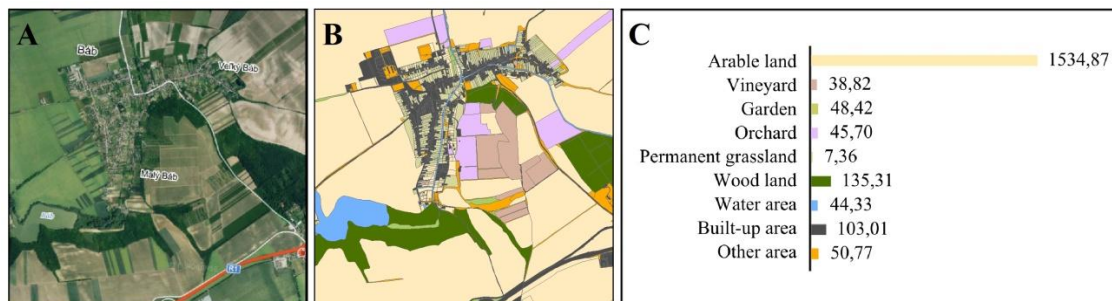 A
Báb
Veľký Báb
Malý Báb
Báb
R1
B
C
Arable land 1534,87
Vineyard 38,82
Garden 48,42
Orchard 45,70
Permanent grassland 7,36
Wood land 135,31
Water area 44,33
Built-up area 103,01
Other area 50,77